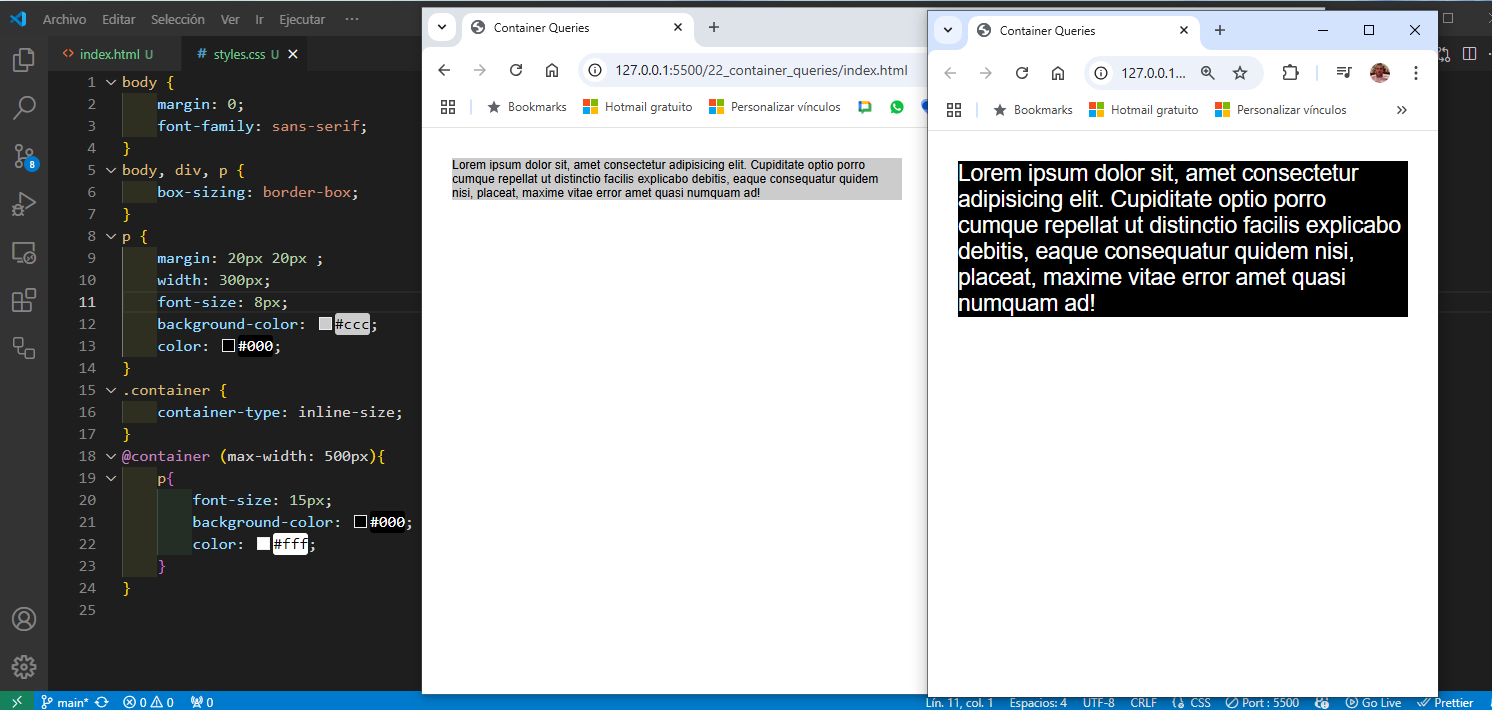 Archivo Editar Selección Ver Ir Ejecutar ···
index.html U
# styles.css U
1 body {
2 margin: 0;
3 font-family: sans-serif;
4 }
5 body, div, p {
6 box-sizing: border-box;
7 }
8 p {
9 margin: 20px 20px ;
10 width: 300px;
11 font-size: 8px;
12 background-color: #ccc;
13 color: #000;
14 }
15 .container {
16 container-type: inline-size;
17 }
18 @container (max-width: 500px){
19 p{
20 font-size: 15px;
21 background-color: #000;
22 color: #fff;
23 }
24 }
25
8
main* 0 0 0
Container Queries
127.0.0.1:5500/22_container_queries/index.html
Bookmarks Hotmail gratuito Personalizar vínculos
Lorem ipsum dolor sit, amet consectetur adipisicing elit. Cupiditate optio porro
cumque repellat ut distinctio facilis explicabo debitis, eaque consequatur quidem
nisi, placeat, maxime vitae error amet quasi numquam ad!
Container Queries
127.0.0.1...
Bookmarks Hotmail gratuito Personalizar vínculos »
Lorem ipsum dolor sit, amet consectetur
adipisicing elit. Cupiditate optio porro
cumque repellat ut distinctio facilis explicabo
debitis, eaque consequatur quidem nisi,
placeat, maxime vitae error amet quasi
numquam ad!
Lín. 11, col. 1 Espacios: 4 UTF-8 CRLF CSS Port : 5500 Go Live Prettier